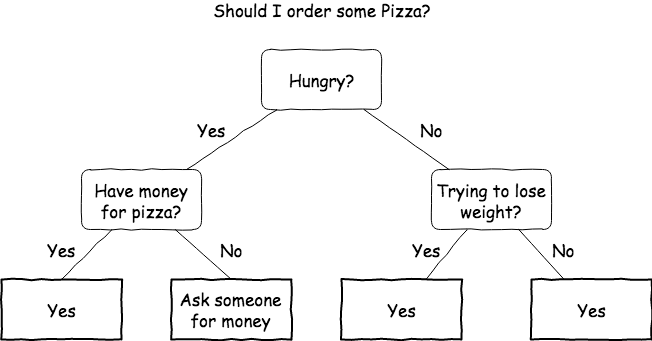 Should I order some Pizza?
Hungry?
Yes
No
Have money
for pizza?
Trying to lose
weight?
Yes
No
Yes
No
Yes
Ask someone
for money
Yes
Yes